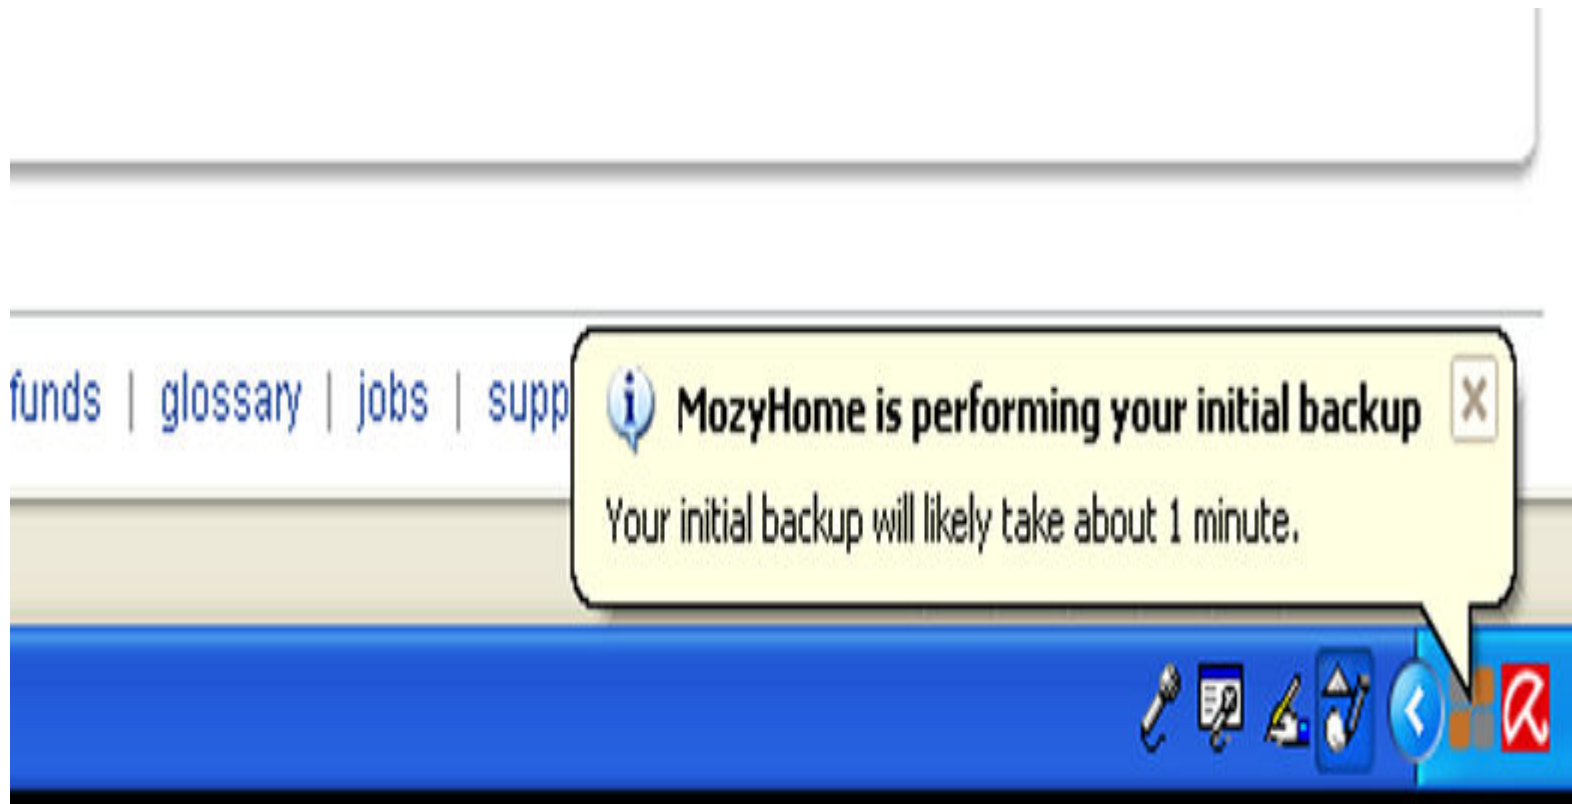 funds | glossary | jobs | supp
MozyHome is performing your initial backup
Your initial backup will likely take about 1 minute.